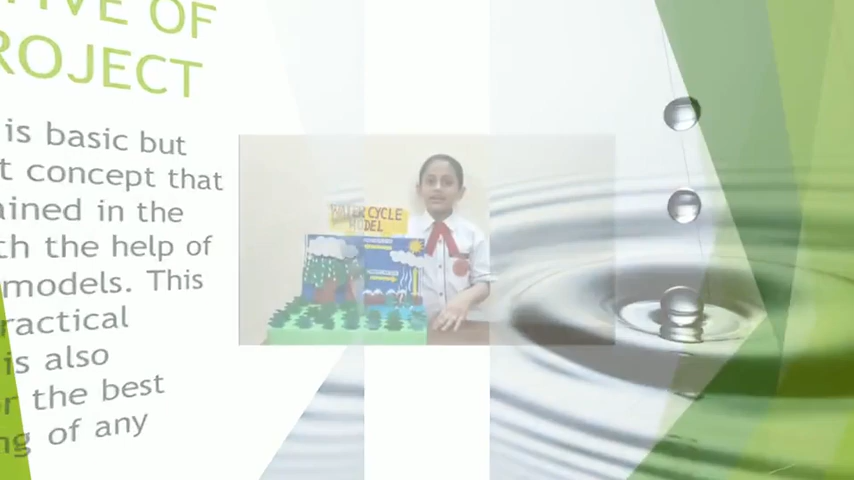 OF
ROJECT
is basic but
t concept that
ained in the
th the help of
models. This
ractical
is also
r the best
ng of any
WATER CYCLE
MODEL